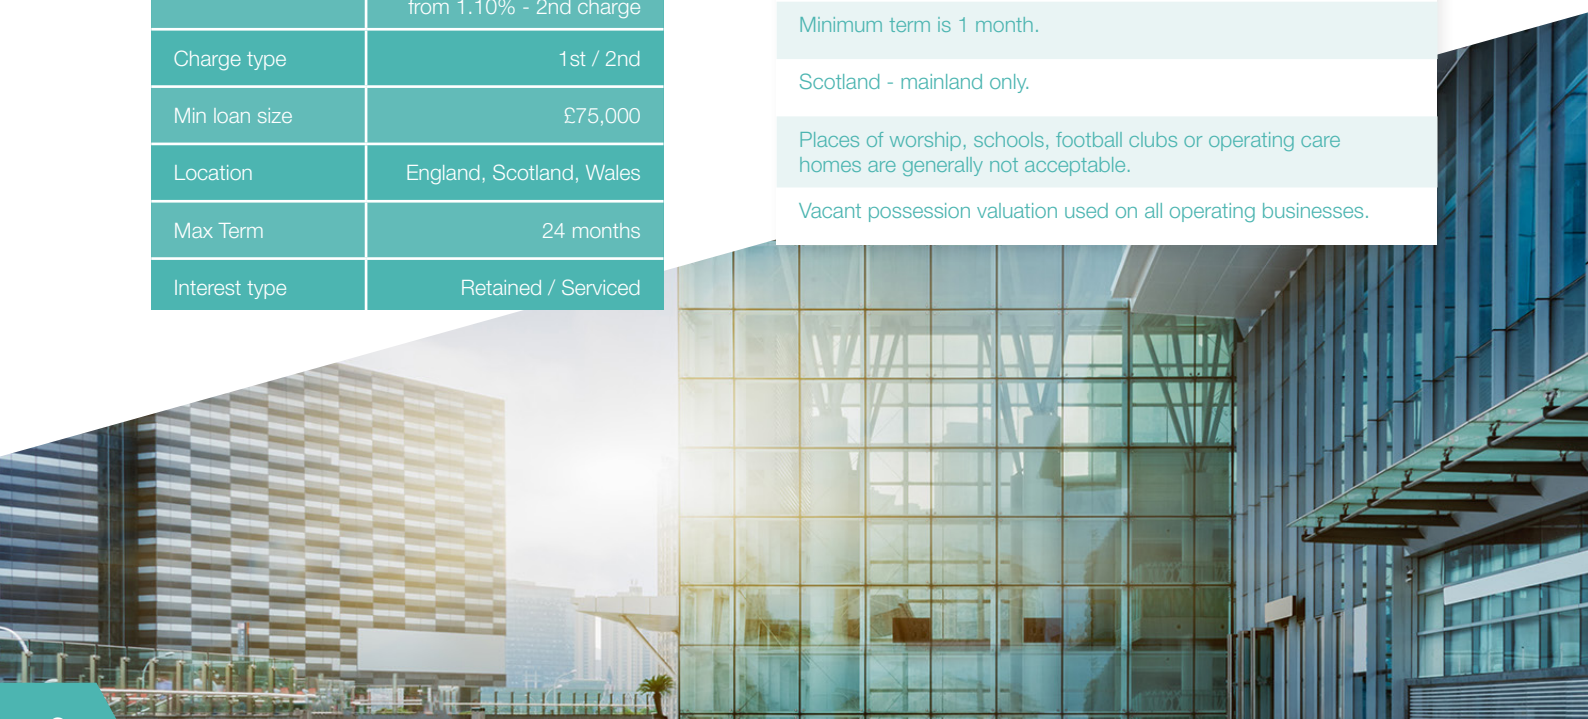 from 1.10% - 2nd charge
Charge type 1st / 2nd
Min loan size £75,000
Location England, Scotland, Wales
Max Term 24 months
Interest type Retained / Serviced
Minimum term is 1 month.
Scotland - mainland only.
Places of worship, schools, football clubs or operating care
homes are generally not acceptable.
Vacant possession valuation used on all operating businesses.